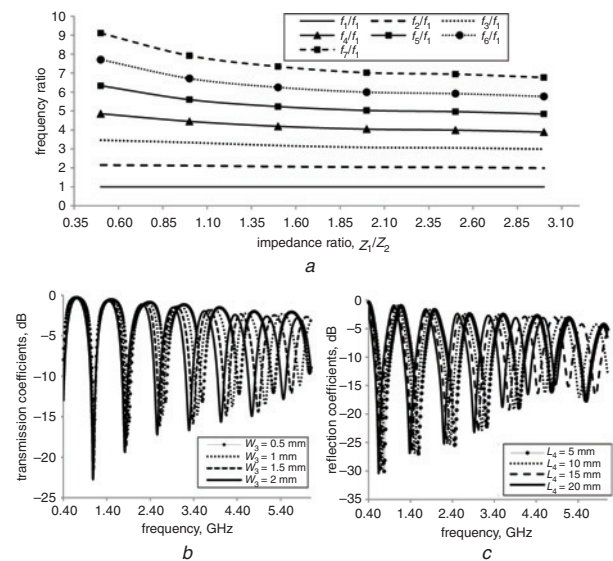 10
9
8
7
6
5
4
3
2
1
0
frequency ratio
f1/f1 f2/f1 f3/f1
f4/f1 f5/f1 f6/f1
f7/f1
0.35 0.60 0.85 1.10 1.35 1.60 1.85 2.10 2.35 2.60 2.85 3.10
impedance ratio, Z1/Z2
a
0
−5
−10
−15
−20
−25
transmission coefficients, dB
W3 = 0.5 mm
W3 = 1 mm
W3 = 1.5 mm
W3 = 2 mm
0.40 1.40 2.40 3.40 4.40 5.40
frequency, GHz
b
0
−5
−10
−15
−20
−25
−30
−35
reflection coefficients, dB
L4 = 5 mm
L4 = 10 mm
L4 = 15 mm
L4 = 20 mm
0.40 1.40 2.40 3.40 4.40 5.40
frequency, GHz
c